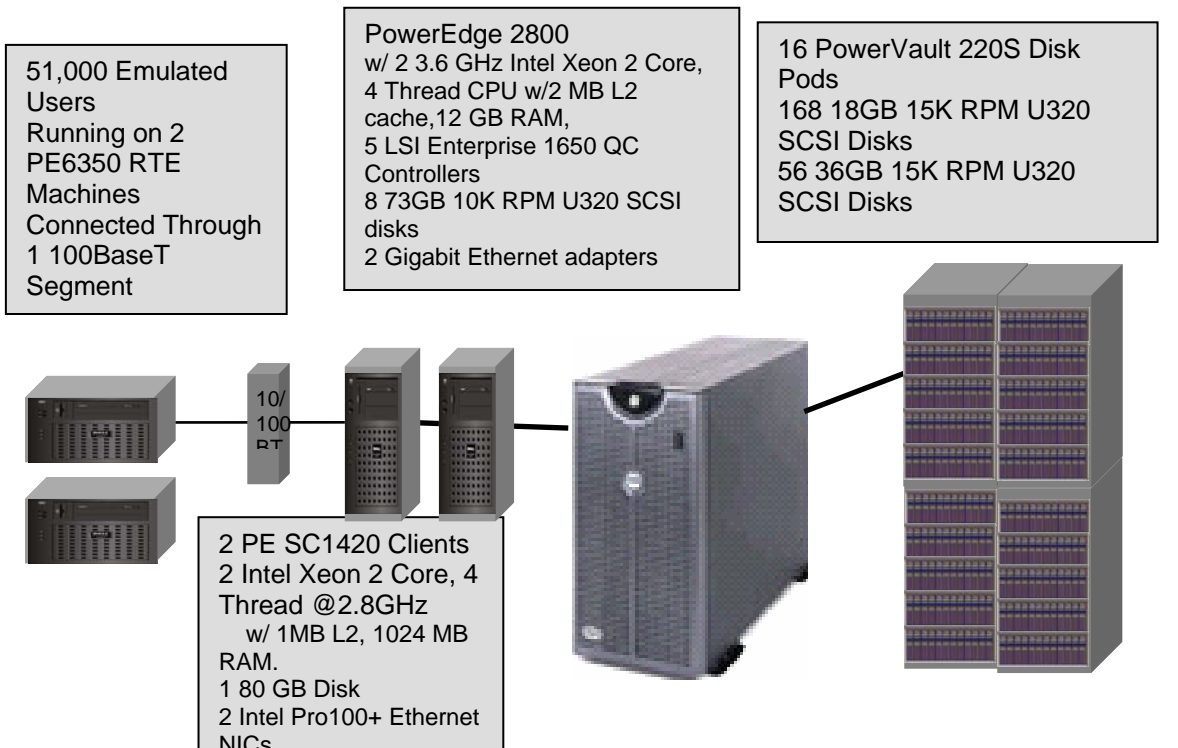 51,000 Emulated
Users
Running on 2
PE6350 RTE
Machines
Connected Through
1 100BaseT
Segment
PowerEdge 2800
w/ 2 3.6 GHz Intel Xeon 2 Core,
4 Thread CPU w/2 MB L2
cache,12 GB RAM,
5 LSI Enterprise 1650 QC
Controllers
8 73GB 10K RPM U320 SCSI
disks
2 Gigabit Ethernet adapters
16 PowerVault 220S Disk
Pods
168 18GB 15K RPM U320
SCSI Disks
56 36GB 15K RPM U320
SCSI Disks
10/
100
BT
2 PE SC1420 Clients
2 Intel Xeon 2 Core, 4
Thread @2.8GHz
w/ 1MB L2, 1024 MB
RAM.
1 80 GB Disk
2 Intel Pro100+ Ethernet
NICs